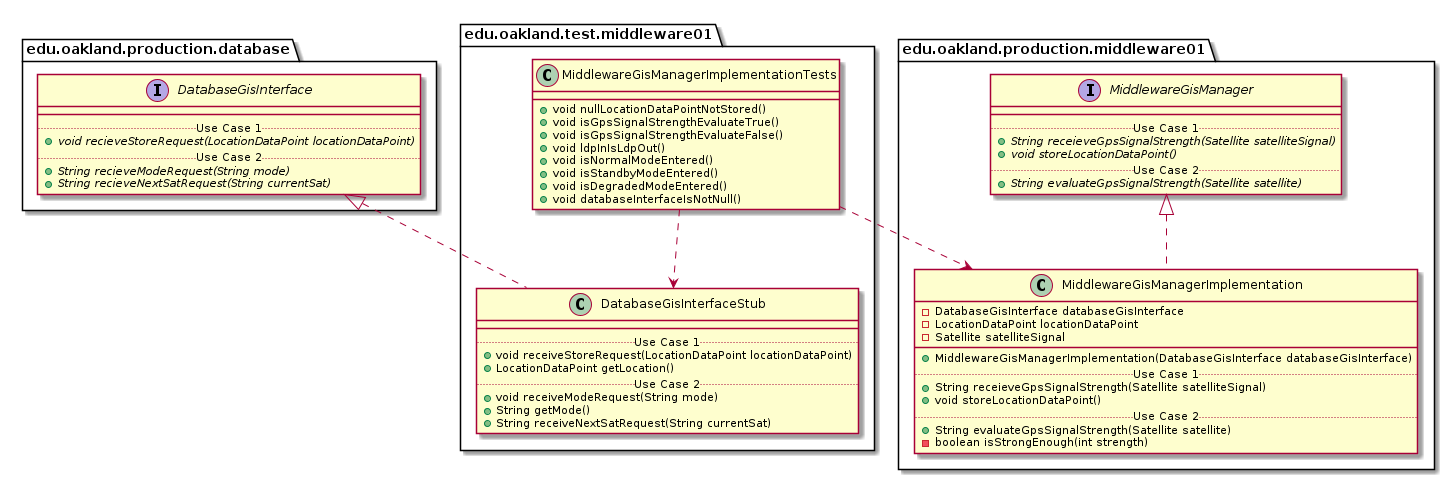 edu.oakland.production.database
I DatabaseGisInterface
Use Case 1
void recieveStoreRequest(LocationDataPoint locationDataPoint)
Use Case 2
String recieveModeRequest(String mode)
String recieveNextSatRequest(String currentSat)
edu.oakland.test.middleware01
C MiddlewareGisManagerImplementationTests
void nullLocationDataPointNotStored()
void isGpsSignalStrengthEvaluateTrue()
void isGpsSignalStrengthEvaluateFalse()
void ldpInIsLdpOut()
void isNormalModeEntered()
void isStandbyModeEntered()
void isDegradedModeEntered()
void databaseInterfaceIsNotNull()
C DatabaseGisInterfaceStub
Use Case 1
void receiveStoreRequest(LocationDataPoint locationDataPoint)
LocationDataPoint getLocation()
Use Case 2
void receiveModeRequest(String mode)
String getMode()
String receiveNextSatRequest(String currentSat)
edu.oakland.production.middleware01
I MiddlewareGisManager
Use Case 1
String receieveGpsSignalStrength(Satellite satelliteSignal)
void storeLocationDataPoint()
Use Case 2
String evaluateGpsSignalStrength(Satellite satellite)
C MiddlewareGisManagerImplementation
DatabaseGisInterface databaseGisInterface
LocationDataPoint locationDataPoint
Satellite satelliteSignal
MiddlewareGisManagerImplementation(DatabaseGisInterface databaseGisInterface)
Use Case 1
String receieveGpsSignalStrength(Satellite satelliteSignal)
void storeLocationDataPoint()
Use Case 2
String evaluateGpsSignalStrength(Satellite satellite)
boolean isStrongEnough(int strength)